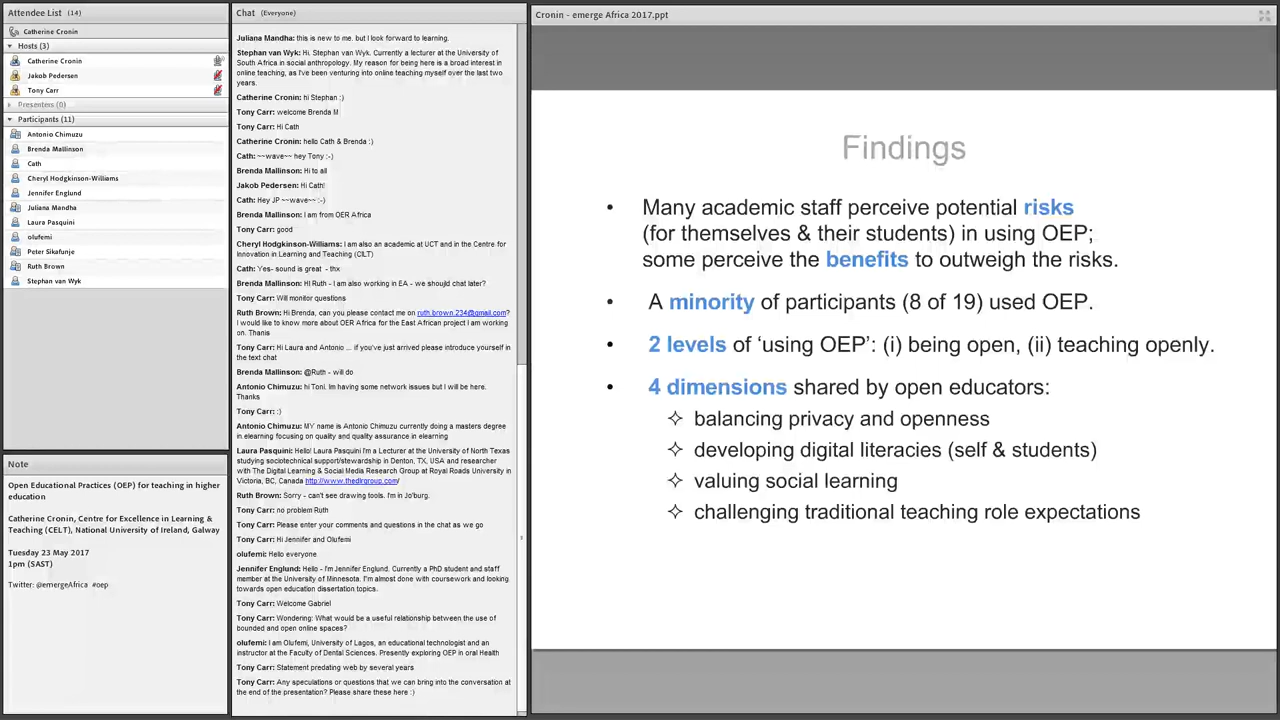 Attendee List (14)
Catherine Cronin
Hosts (3)
Catherine Cronin
Jakob Pedersen
Tony Carr
Presenters (0)
Participants (11)
Antonio Chimuzu
Brenda Mallinson
Cath
Cheryl Hodgkinson-Williams
Jennifer Englund
Juliana Mandha
Laura Pasquini
olufemi
Peter Sikafunje
Ruth Brown
Stephan van Wyk
Note
Open Educational Practices (OEP) for teaching in higher
education
Catherine Cronin, Centre for Excellence in Learning &
Teaching (CELT), National University of Ireland, Galway
Tuesday 23 May 2017
1pm (SAST)
Twitter: @emergeAfrica #oep
Chat (Everyone)
Juliana Mandha: this is new to me. but I look forward to learning.
Stephan van Wyk: Hi. Stephan van Wyk. Currently a lecturer at the University of
South Africa in social anthropology. My reason for being here is a broad interest in
online teaching, as I've been venturing into online teaching myself over the last two
years.
Catherine Cronin: hi Stephan :)
Tony Carr: welcome Brenda M
Tony Carr: Hi Cath
Catherine Cronin: hello Cath & Brenda :)
Cath: ~~wave~~ hey Tony :-)
Brenda Mallinson: Hi to all
Jakob Pedersen: Hi Cath!
Cath: Hey JP ~~wave~~ :-)
Brenda Mallinson: I am from OER Africa
Tony Carr: good
Cheryl Hodgkinson-Williams: I am also an academic at UCT and in the Centre for
Innovation in Learning and Teaching (CILT)
Cath: Yes- sound is great - thx
Brenda Mallinson: HI Ruth - I am also working in EA - we should chat later?
Tony Carr: Will monitor questions
Ruth Brown: Hi Brenda, can you please contact me on ruth.brown.234@gmail.com?
I would like to know more about OER Africa for the East African project I am working
on. Thanis
Tony Carr: Hi Laura and Antonio ... if you've just arrived please introduce yourself in
the text chat
Brenda Mallinson: @Ruth - will do
Antonio Chimuzu: hi Toni. Im having some network issues but I will be here.
Thanks
Tony Carr: :)
Antonio Chimuzu: MY name is Antonio Chimuzu currently doing a masters degree
in elearning focusing on quality and quality assurance in elearning
Laura Pasquini: Hello! Laura Pasquini I'm a Lecturer at the University of North Texas
studying sociotechnical support/stewardship in Denton, TX, USA and researcher
with The Digital Learning & Social Media Research Group at Royal Roads University in
Victoria, BC, Canada http://www.thedlrgroup.com/
Ruth Brown: Sorry - can't see drawing tools. I'm in Jo'burg.
Tony Carr: no problem Ruth
Tony Carr: Please enter your comments and questions in the chat as we go
Tony Carr: Hi Jennifer and Olufemi
olufemi: Hello everyone
Jennifer Englund: Hello - I'm Jennifer Englund. Currently a PhD student and staff
member at the University of Minnesota. I'm almost done with coursework and looking
towards open education dissertation topics.
Tony Carr: Welcome Gabriel
Tony Carr: Wondering: What would be a useful relationship between the use of
bounded and open online spaces?
olufemi: I am Olufemi, University of Lagos, an educational technologist and an
instructor at the Faculty of Dental Sciences. Presently exploring OEP in oral Health
Tony Carr: Statement predating web by several years
Tony Carr: Any speculations or questions that we can bring into the conversation at
the end of the presentation? Please share these here :)
Cronin - emerge Africa 2017.ppt
Findings
• Many academic staff perceive potential risks
(for themselves & their students) in using OEP;
some perceive the benefits to outweigh the risks.
• A minority of participants (8 of 19) used OEP.
• 2 levels of ‘using OEP’: (i) being open, (ii) teaching openly.
• 4 dimensions shared by open educators:
✧ balancing privacy and openness
✧ developing digital literacies (self & students)
✧ valuing social learning
✧ challenging traditional teaching role expectations